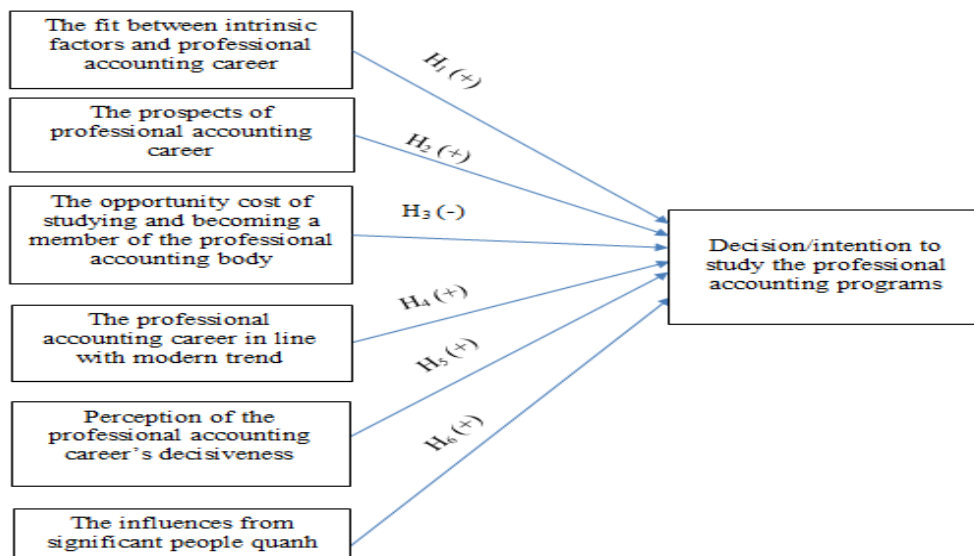 The fit between intrinsic
factors and professional
accounting career
H₁ (+)
The prospects of
professional accounting
career
H₂ (+)
The opportunity cost of
studying and becoming a
member of the professional
accounting body
H₃ (-)
The professional
accounting career in line
with modern trend
H₄ (+)
Perception of the
professional accounting
career’s decisiveness
H₅ (+)
The influences from
significant people quanh
H₆ (+)
Decision/intention to
study the professional
accounting programs